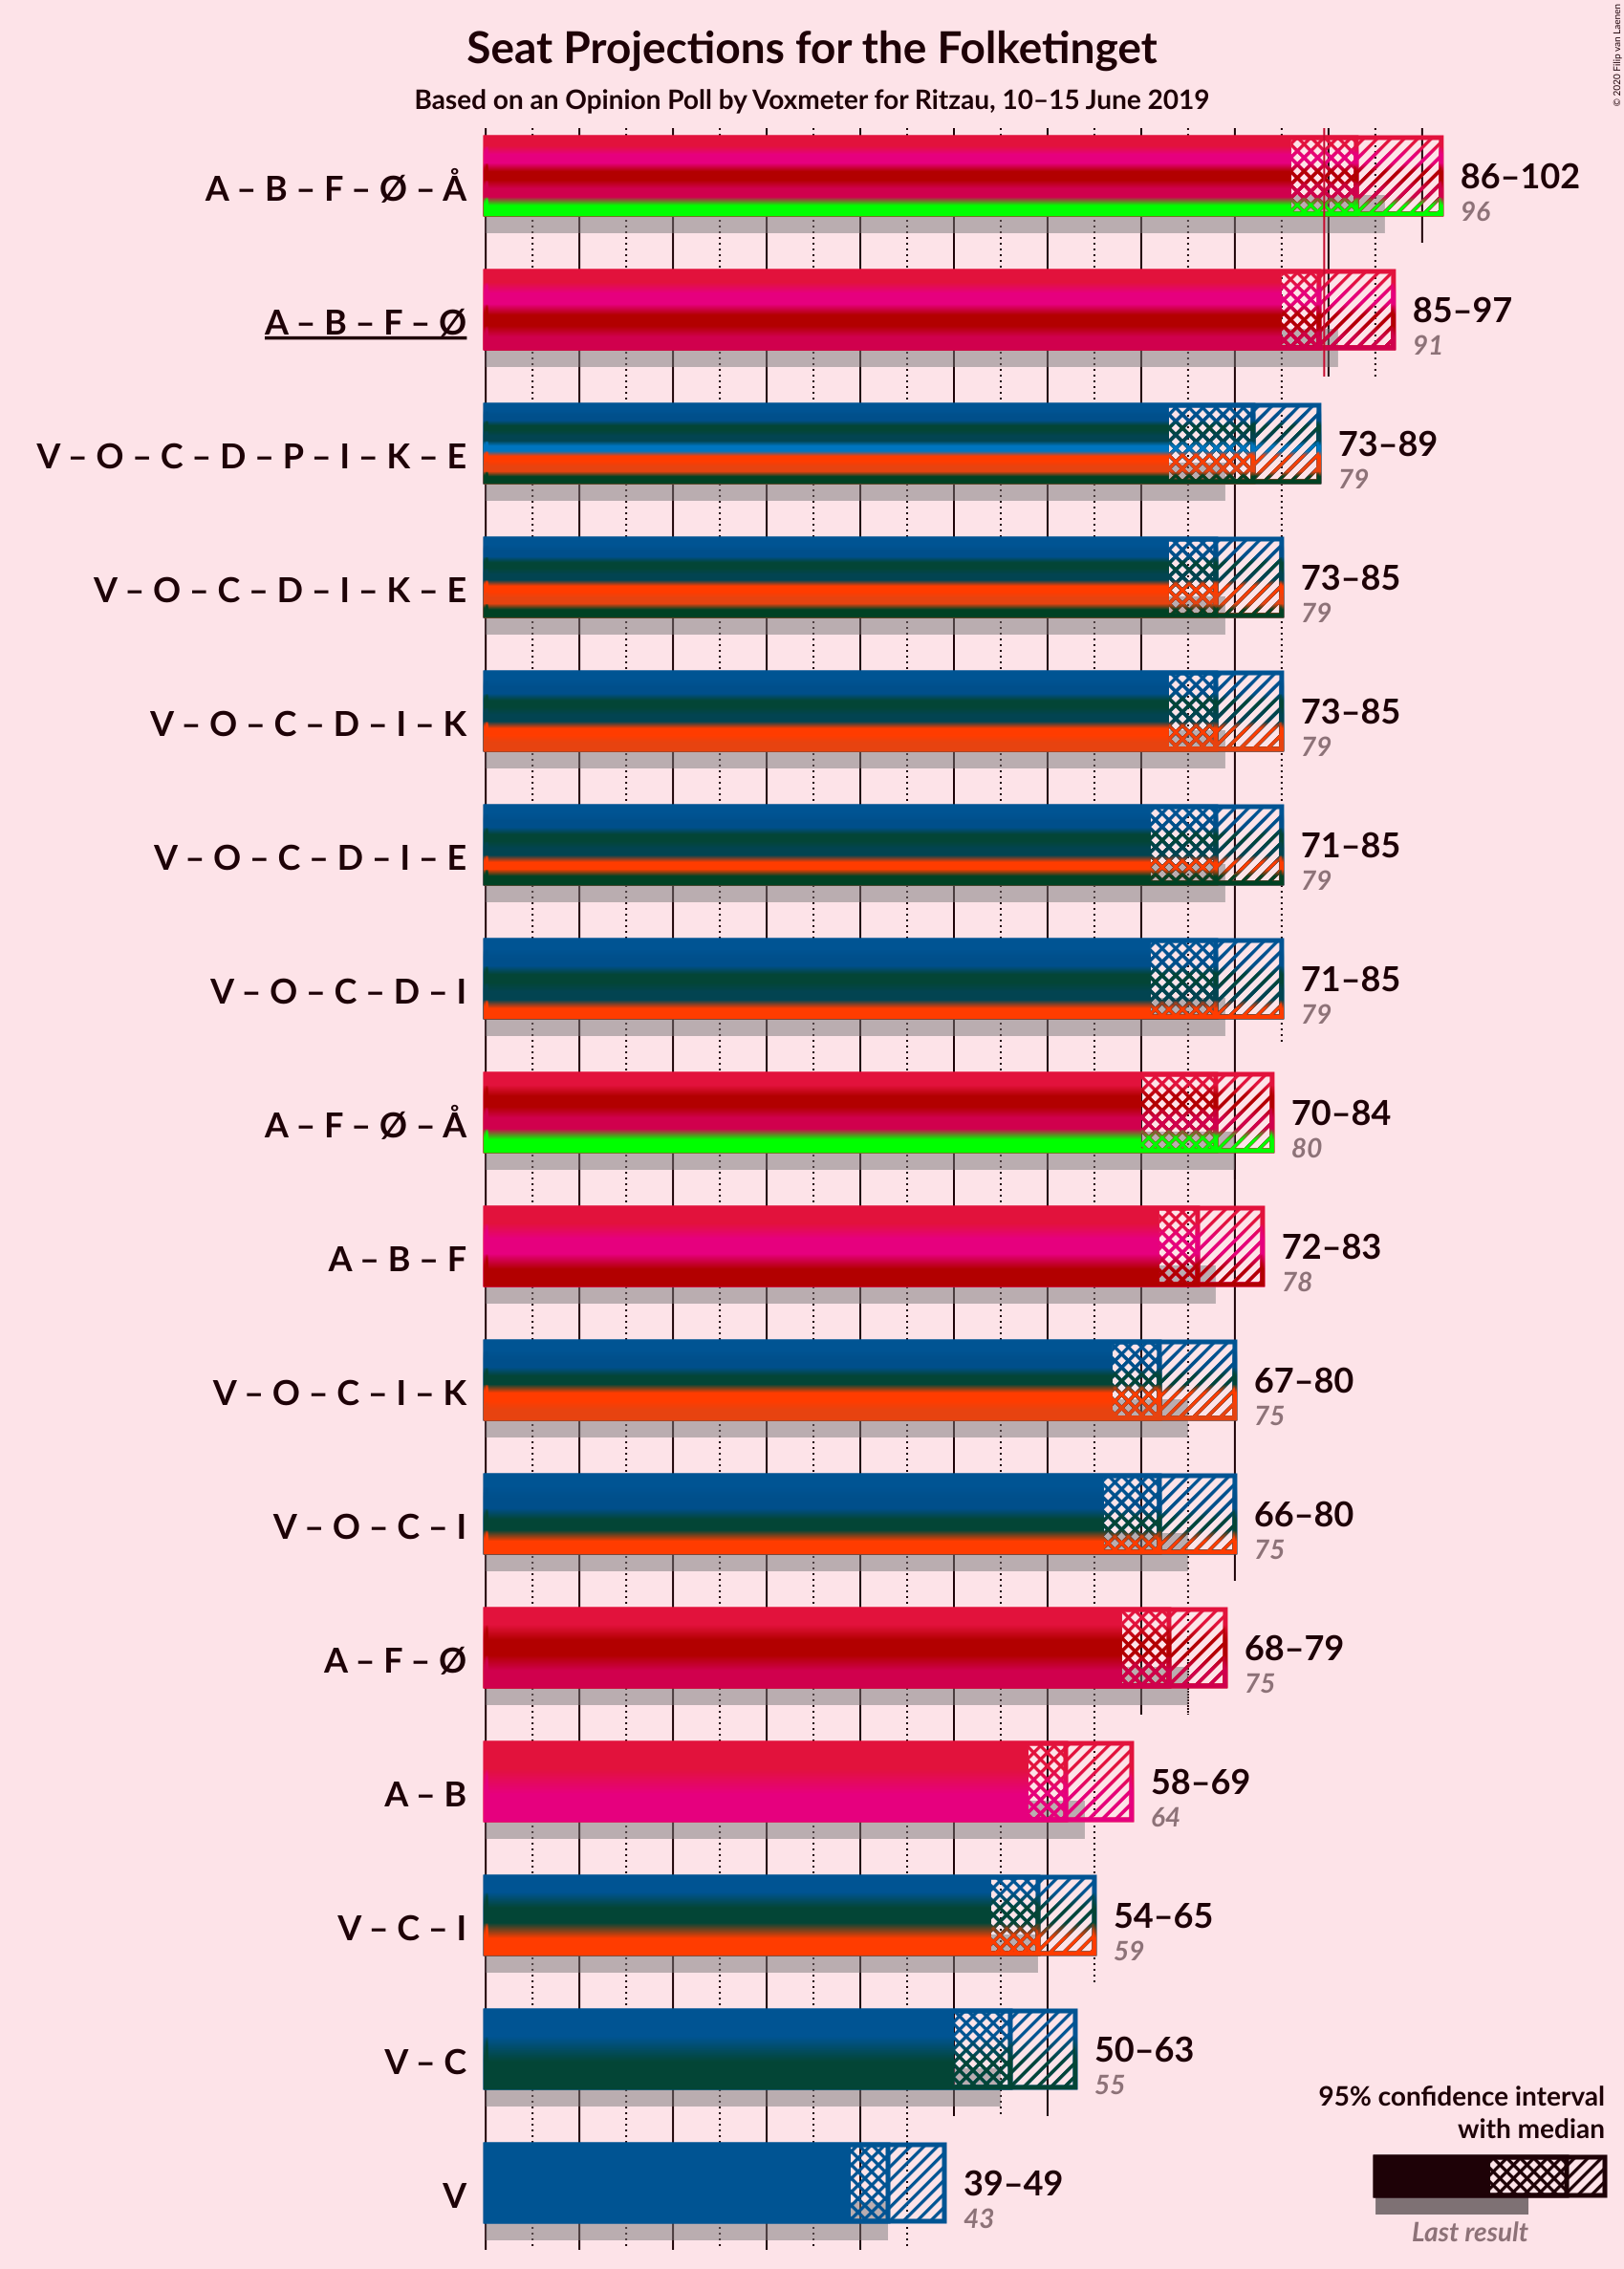 Seat Projections for the Folketinget
Based on an Opinion Poll by Voxmeter for Ritzau, 10–15 June 2019
© 2020 Filip van Laenen
A – B – F – Ø – Å
86–102
96
A – B – F – Ø
85–97
91
V – O – C – D – P – I – K – E
73–89
79
V – O – C – D – I – K – E
73–85
79
V – O – C – D – I – K
73–85
79
V – O – C – D – I – E
71–85
79
V – O – C – D – I
71–85
79
A – F – Ø – Å
70–84
80
A – B – F
72–83
78
V – O – C – I – K
67–80
75
V – O – C – I
66–80
75
A – F – Ø
68–79
75
A – B
58–69
64
V – C – I
54–65
59
V – C
50–63
55
V
39–49
43
95% confidence interval
with median
Last result